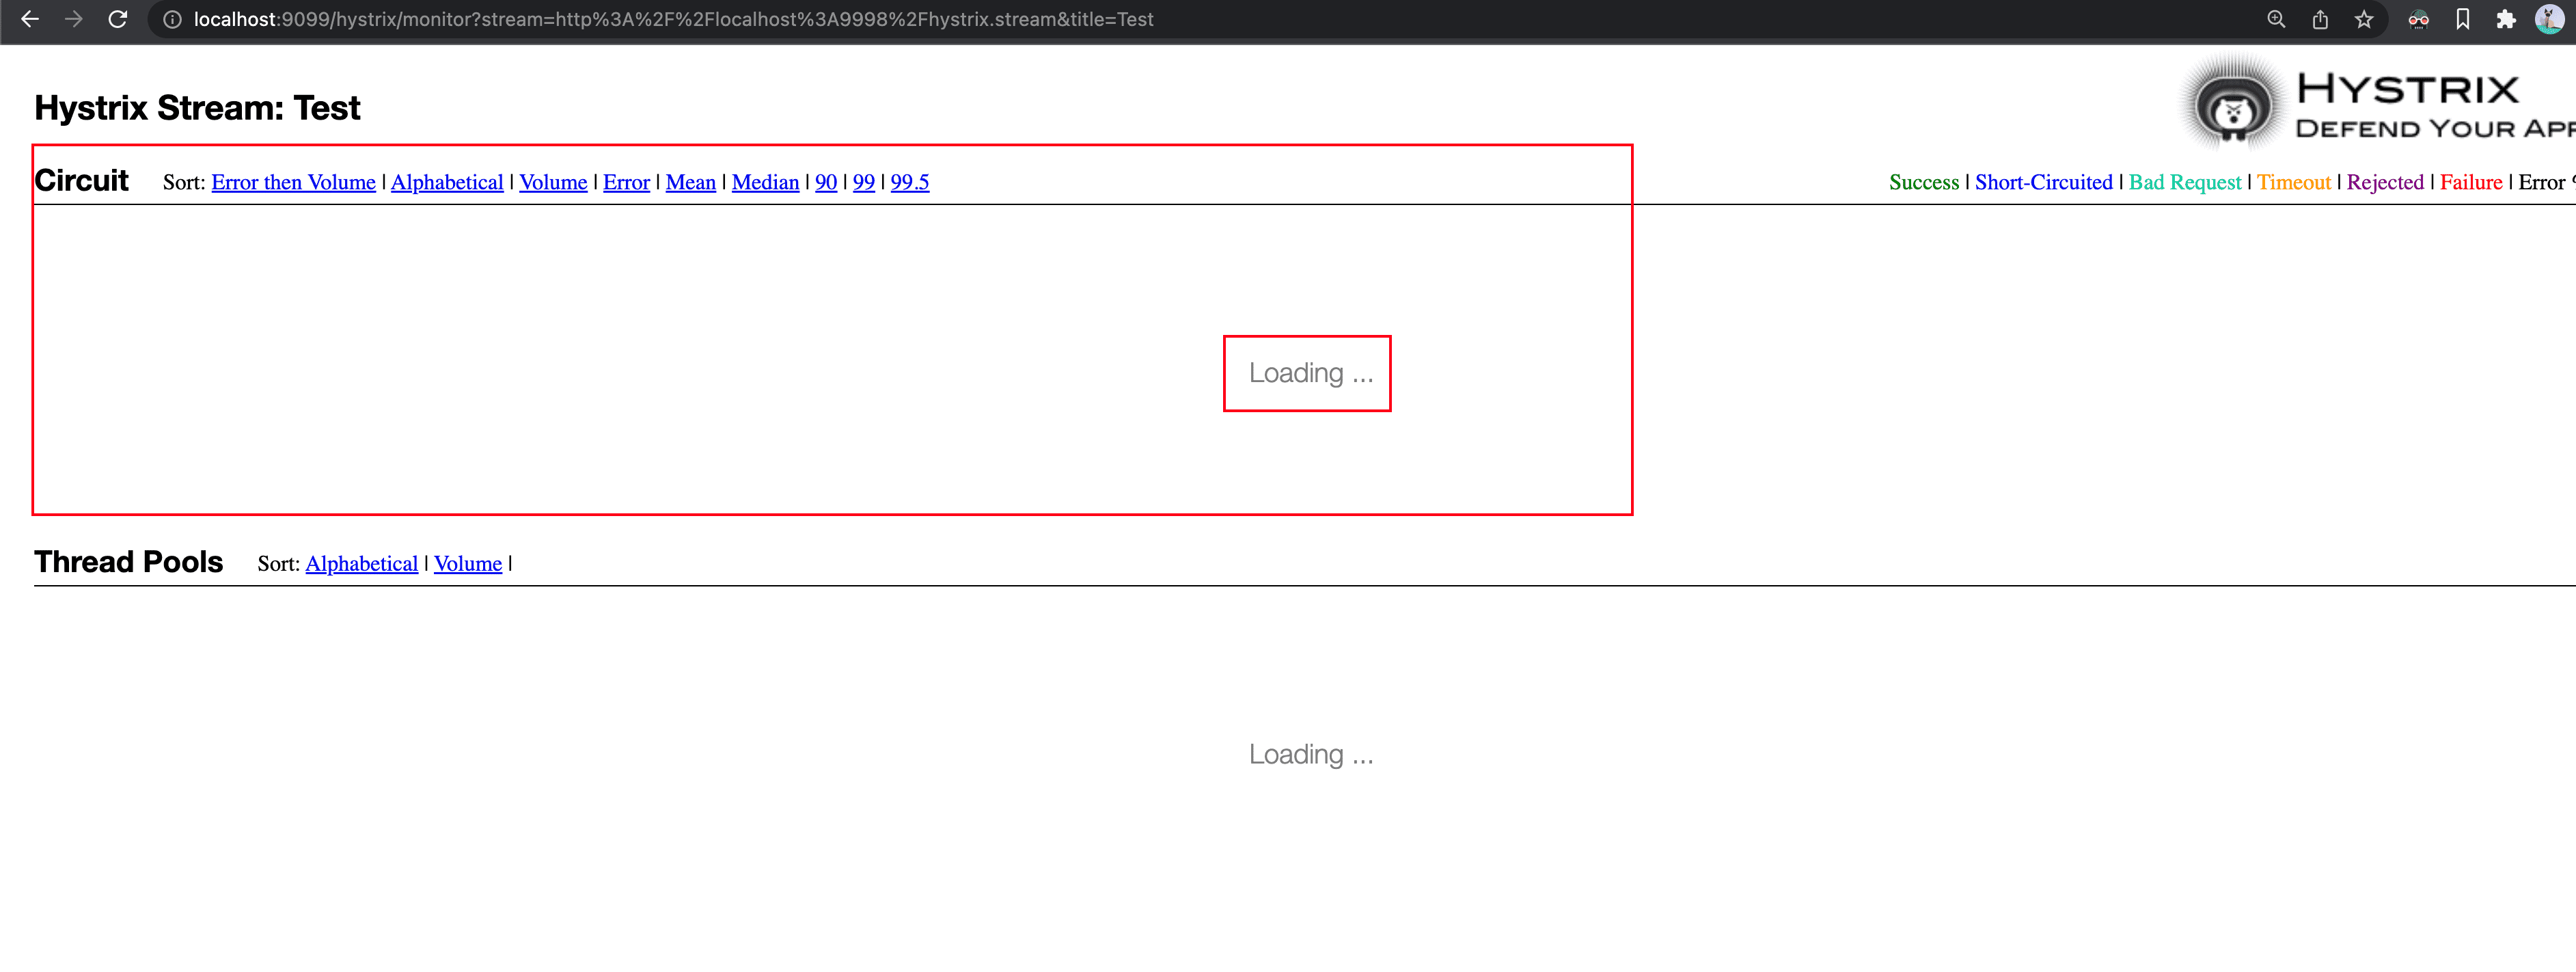 localhost:9099/hystrix/monitor?stream=http%3A%2F%2Flocalhost%3A9998%2Fhystrix.stream&title=Test
HYSTRIX
DEFEND YOUR APP
Hystrix Stream: Test
Circuit Sort: Error then Volume | Alphabetical | Volume | Error | Mean | Median | 90 | 99 | 99.5 Success | Short-Circuited | Bad Request | Timeout | Rejected | Failure | Error %
Loading ...
Thread Pools Sort: Alphabetical | Volume |
Loading ...